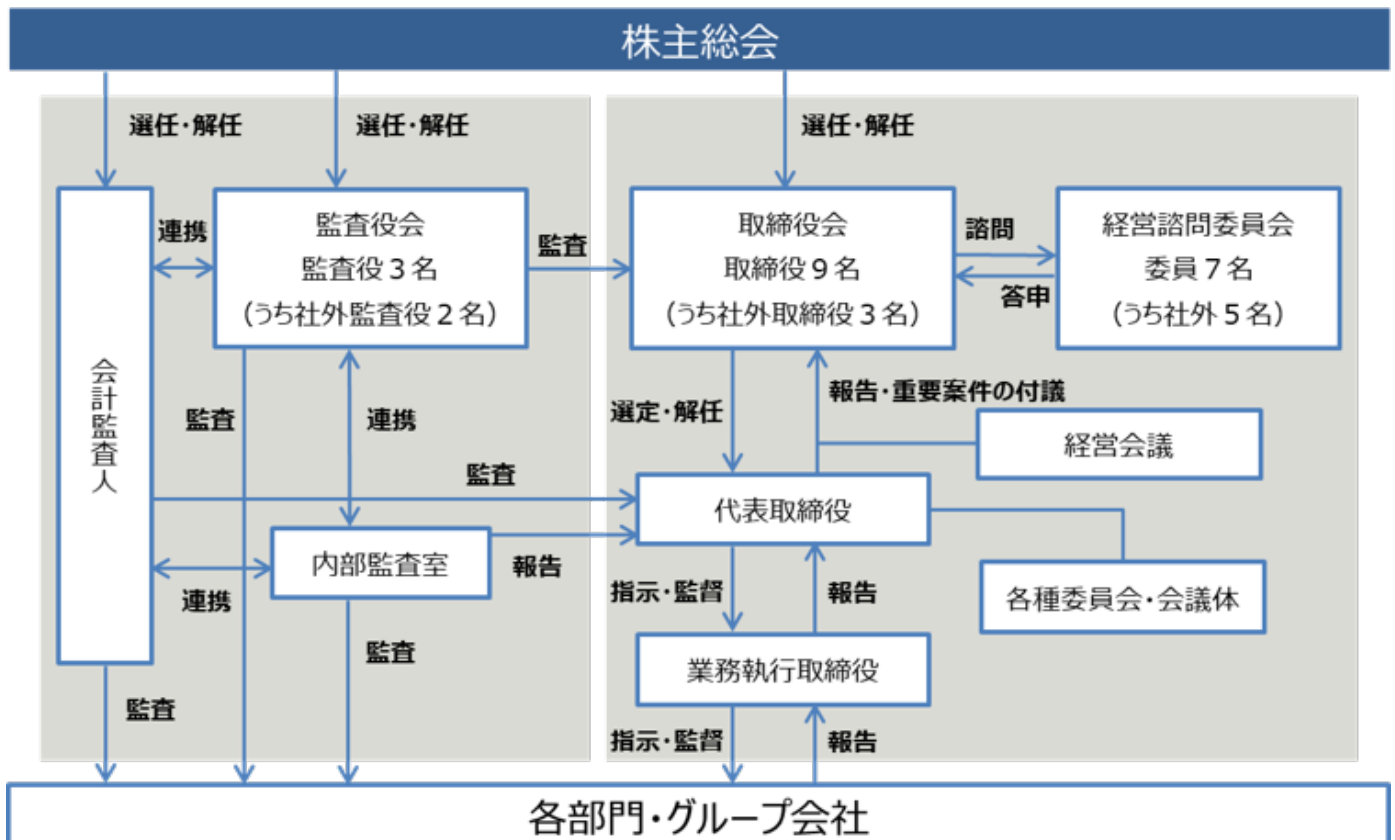 株主総会
選任・解任
選任・解任
選任・解任
監査役会
監査役3名
(うち社外監査役2名)
連携
監査
取締役会
取締役9名
(うち社外取締役3名)
諮問
答申
経営諮問委員会
委員7名
(うち社外5名)
会計監査人
監査
連携
選定・解任
報告・重要案件の付議
経営会議
監査
代表取締役
内部監査室
報告
連携
各種委員会・会議体
指示・監督
報告
監査
業務執行取締役
監査
指示・監督
報告
各部門・グループ会社